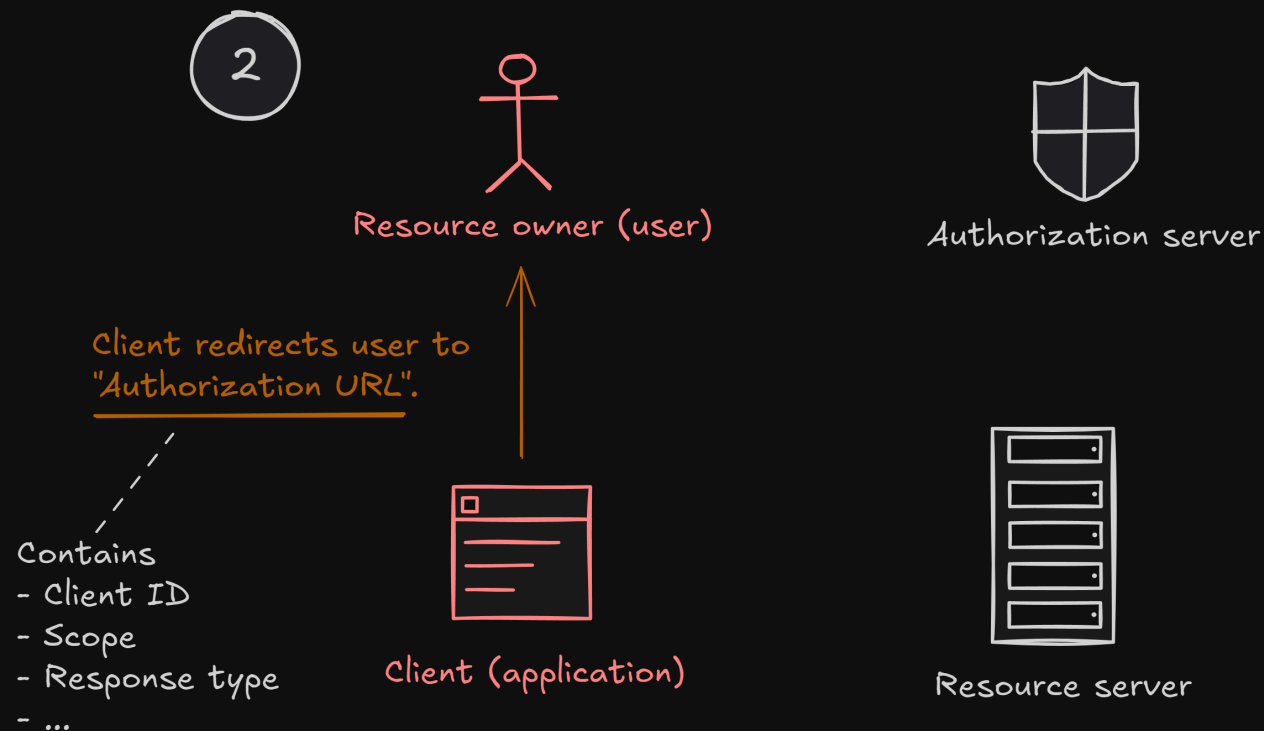 2
Resource owner (user)
Authorization server
Client redirects user to
"Authorization URL".
Contains
- Client ID
- Scope
- Response type
- ...
Client (application)
Resource server